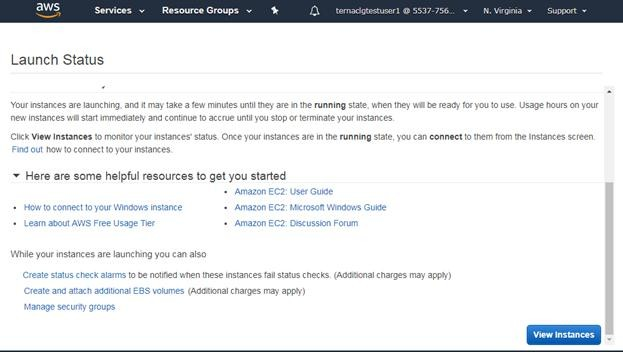 aws Services Resource Groups ternaclgtestuser1 @ 5537-756... N. Virginia Support
Launch Status
Your instances are launching, and it may take a few minutes until they are in the running state, when they will be ready for you to use. Usage hours on your
new instances will start immediately and continue to accrue until you stop or terminate your instances.
Click View Instances to monitor your instances' status. Once your instances are in the running state, you can connect to them from the Instances screen.
Find out how to connect to your instances.
Here are some helpful resources to get you started
• Amazon EC2: User Guide
• How to connect to your Windows instance • Amazon EC2: Microsoft Windows Guide
• Learn about AWS Free Usage Tier • Amazon EC2: Discussion Forum
While your instances are launching you can also
Create status check alarms to be notified when these instances fail status checks. (Additional charges may apply)
Create and attach additional EBS volumes (Additional charges may apply)
Manage security groups
View Instances